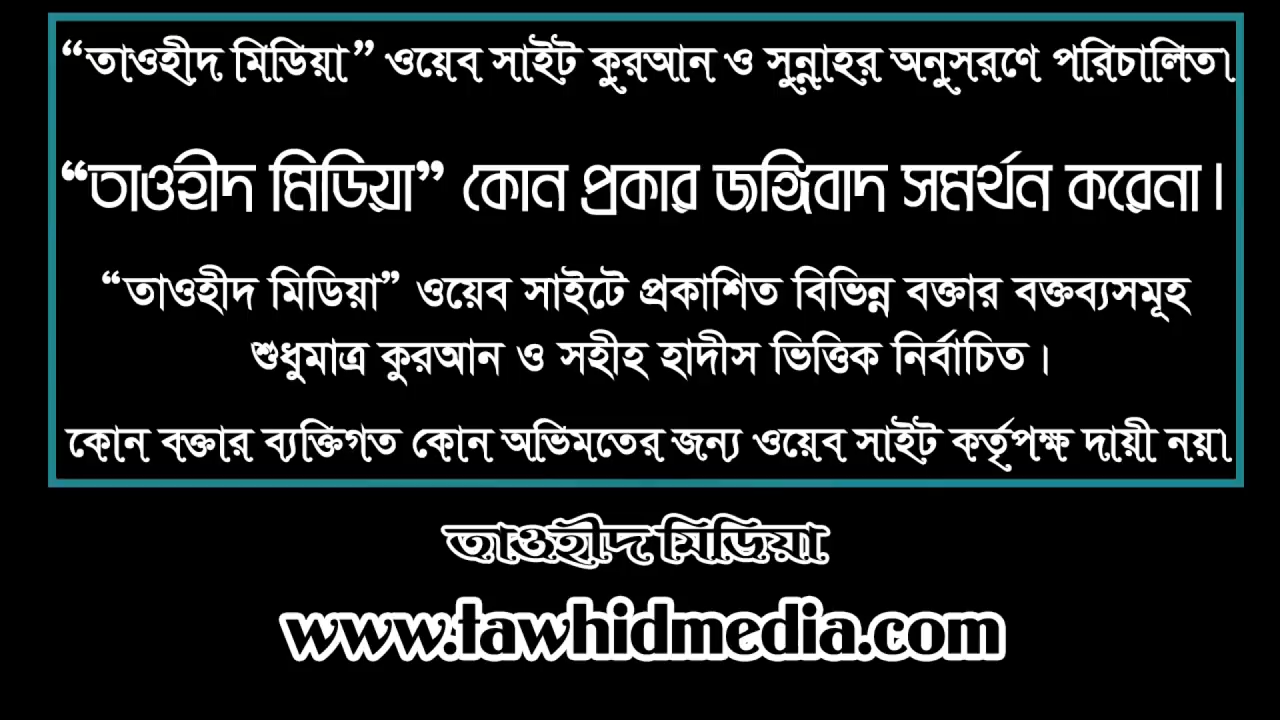 “তাওহীদ মিডিয়া” ওয়েব সাইট কুরআন ও সুন্নাহর অনুসরণে পরিচালিত।
“তাওহীদ মিডিয়া” কোন প্রকার জঙ্গিবাদ সমর্থন করেনা।
“তাওহীদ মিডিয়া” ওয়েব সাইটে প্রকাশিত বিভিন্ন বক্তার বক্তব্যসমূহ
শুধুমাত্র কুরআন ও সহীহ হাদীস ভিত্তিক নির্বাচিত।
কোন বক্তার ব্যক্তিগত কোন অভিমতের জন্য ওয়েব সাইট কর্তৃপক্ষ দায়ী নয়।
তাওহীদ মিডিয়া
www.tawhidmedia.com